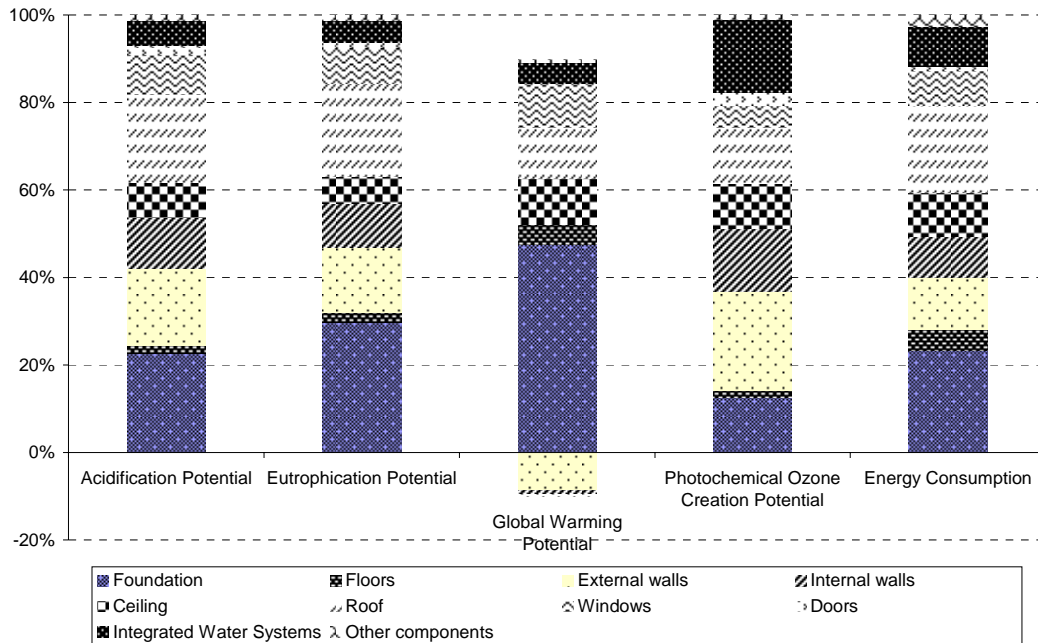 100%
80%
60%
40%
20%
0%
-20%
Acidification Potential
Eutrophication Potential
Global Warming
Potential
Photochemical Ozone
Creation Potential
Energy Consumption
Foundation
Floors
External walls
Internal walls
Ceiling
Roof
Windows
Doors
Integrated Water Systems
Other components